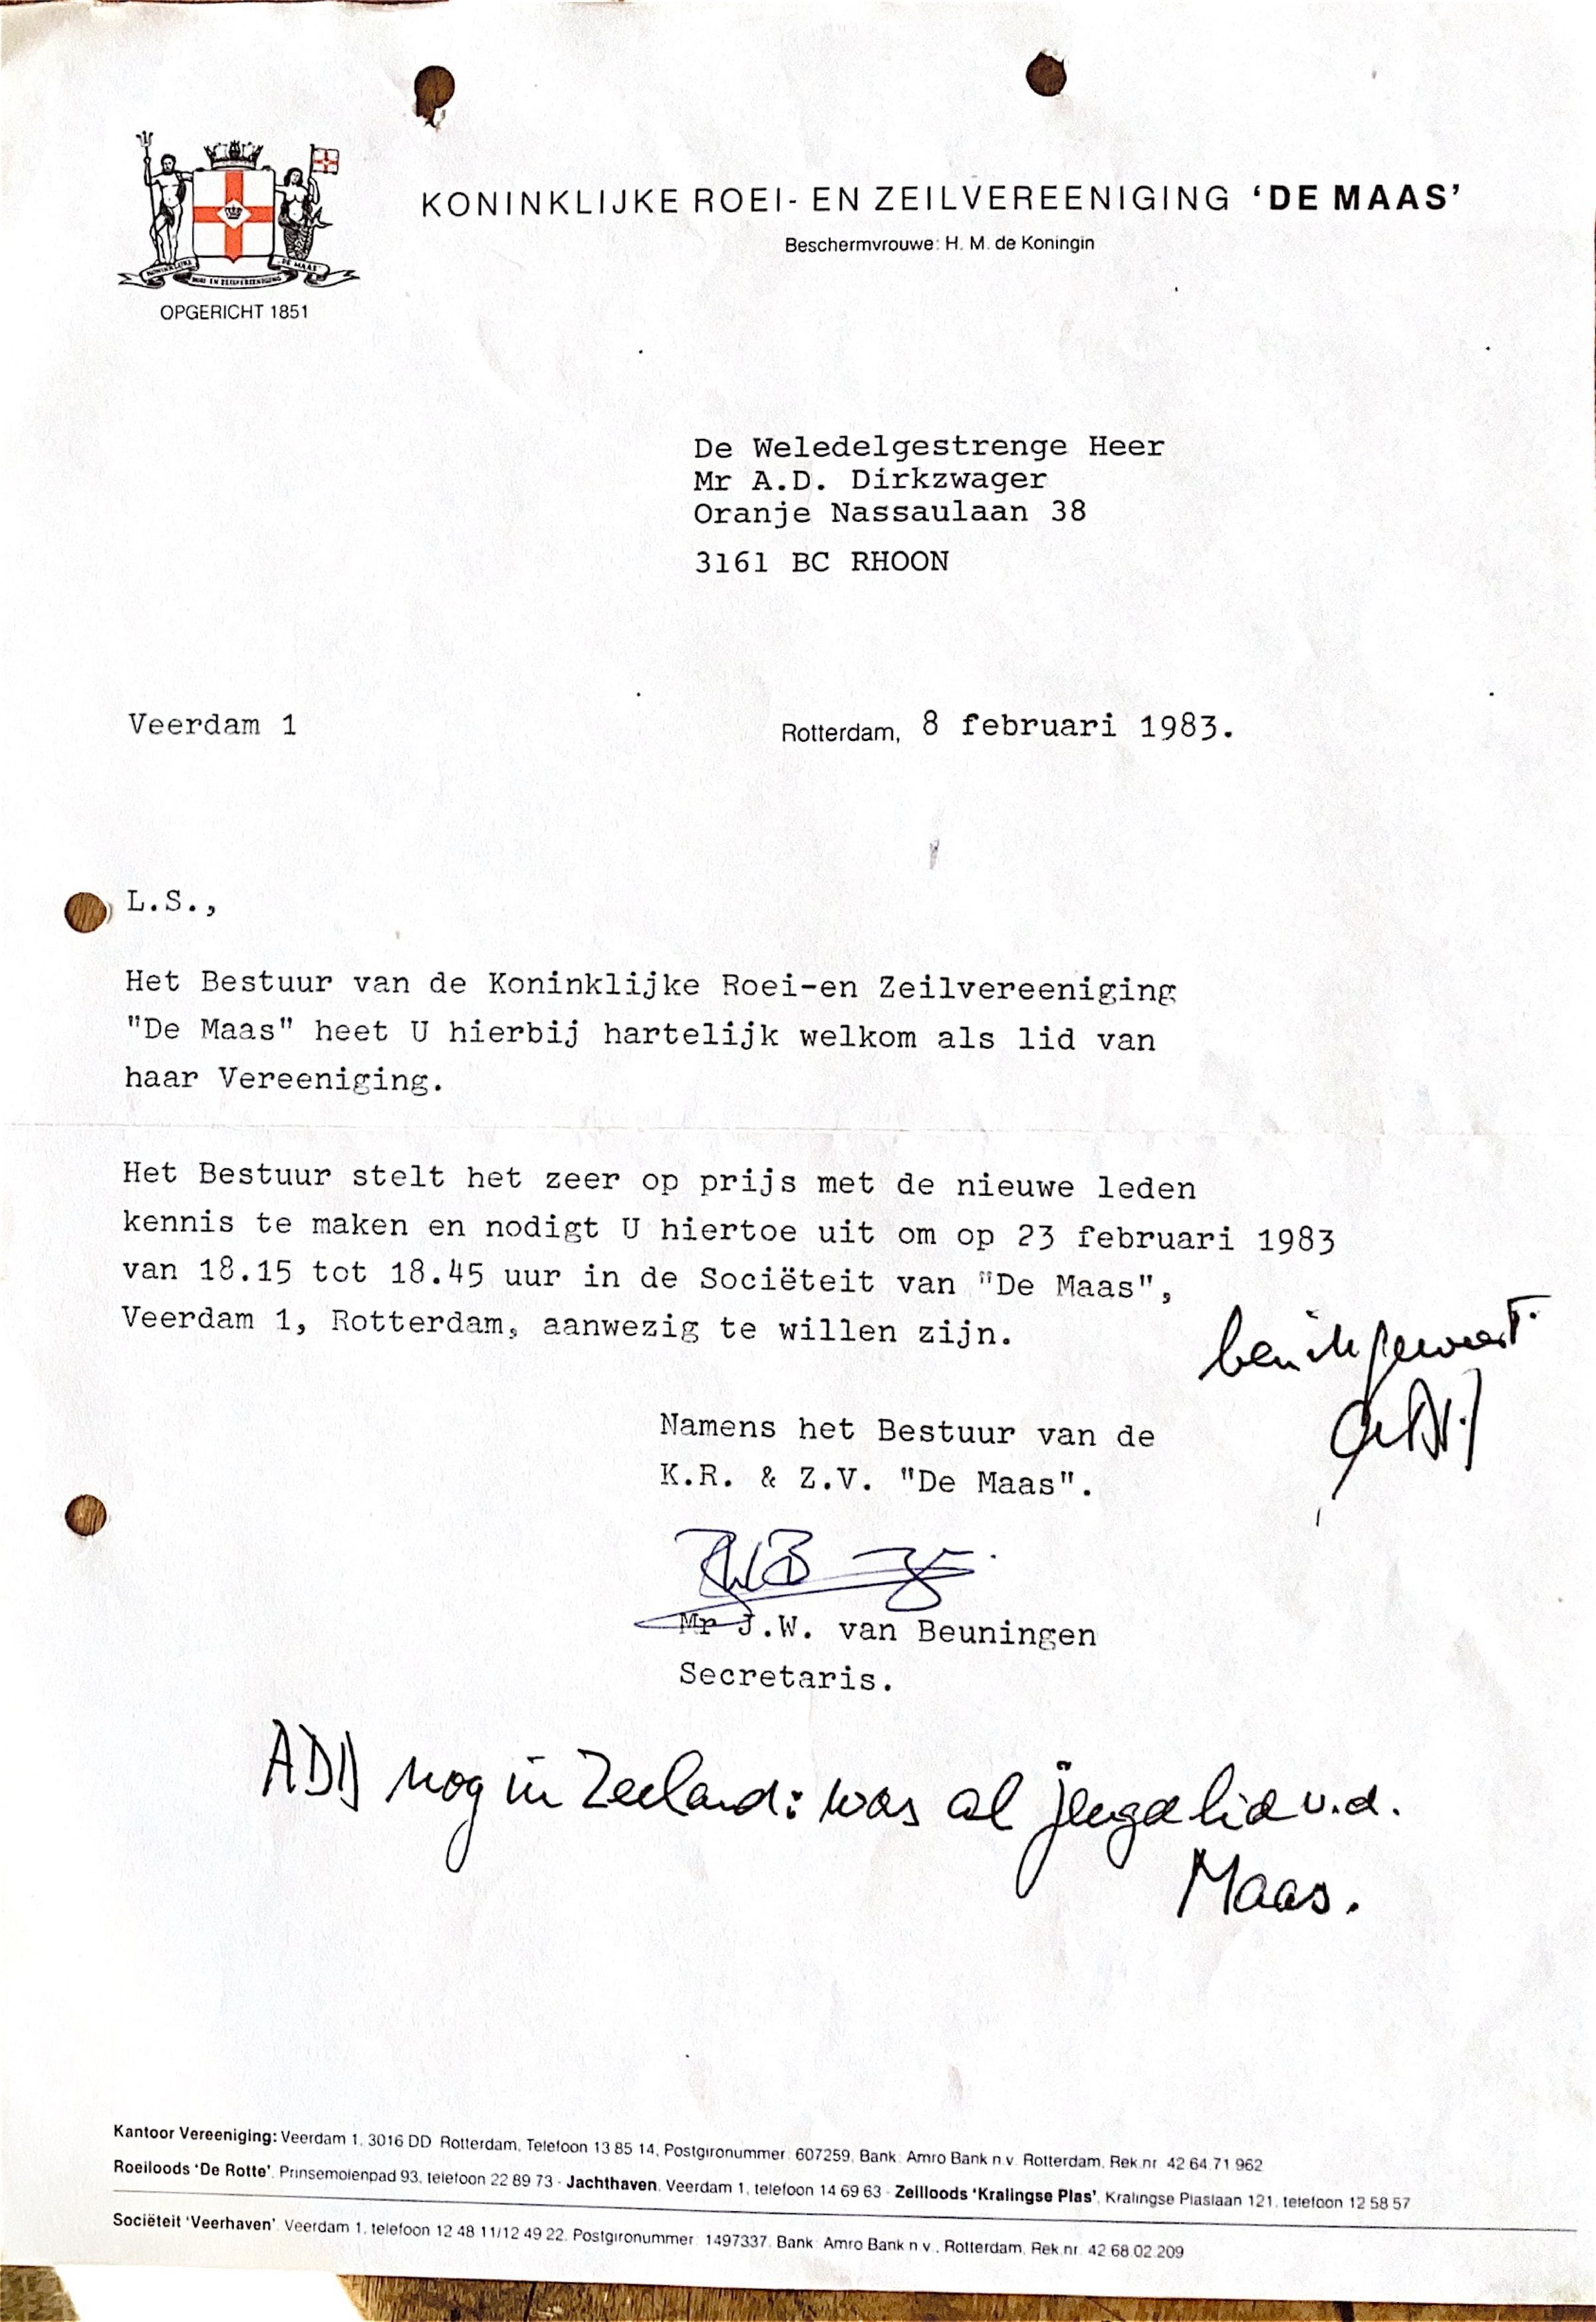 KONINKLIJKE ROEI- EN ZEILVEREENIGING 'DE MAAS'
Beschermvrouwe: H. M. de Koningin
KONINKLIJKE
ROEI EN ZEILVEREENIGING
DE MAAS
OPGERICHT 1851
De Weledelgestrenge Heer
Mr A.D. Dirkzwager
Oranje Nassaulaan 38
3161 BC RHOON
Veerdam 1
Rotterdam, 8 februari 1983.
L.S.,
Het Bestuur van de Koninklijke Roei-en Zeilvereeniging
"De Maas" heet U hierbij hartelijk welkom als lid van
haar Vereeniging.
Het Bestuur stelt het zeer op prijs met de nieuwe leden
kennis te maken en nodigt U hiertoe uit om op 23 februari 1983
van 18.15 tot 18.45 uur in de Sociëteit van "De Maas",
Veerdam 1, Rotterdam, aanwezig te willen zijn.
ben ik geweest.
Namens het Bestuur van de
K.R. & Z.V. "De Maas".
Mr J.W. van Beuningen
Secretaris.
ADD nog in Zeeland: was al jeugdlid v.d.
Maas.
Kantoor Vereeniging: Veerdam 1, 3016 DD Rotterdam, Telefoon 13 85 14, Postgironummer: 607259, Bank: Amro Bank n.v. Rotterdam, Rek.nr. 42.64.71.962
Roeiloods 'De Rotte', Prinsemolenpad 93, telefoon 22 89 73 - Jachthaven, Veerdam 1, telefoon 14 69 63 - Zeilloods 'Kralingse Plas', Kralingse Plaslaan 121, telefoon 12 58 57
Sociëteit 'Veerhaven', Veerdam 1, telefoon 12 48 11/12 49 22, Postgironummer: 1497337, Bank: Amro Bank n.v., Rotterdam, Rek.nr. 42.68.02.209